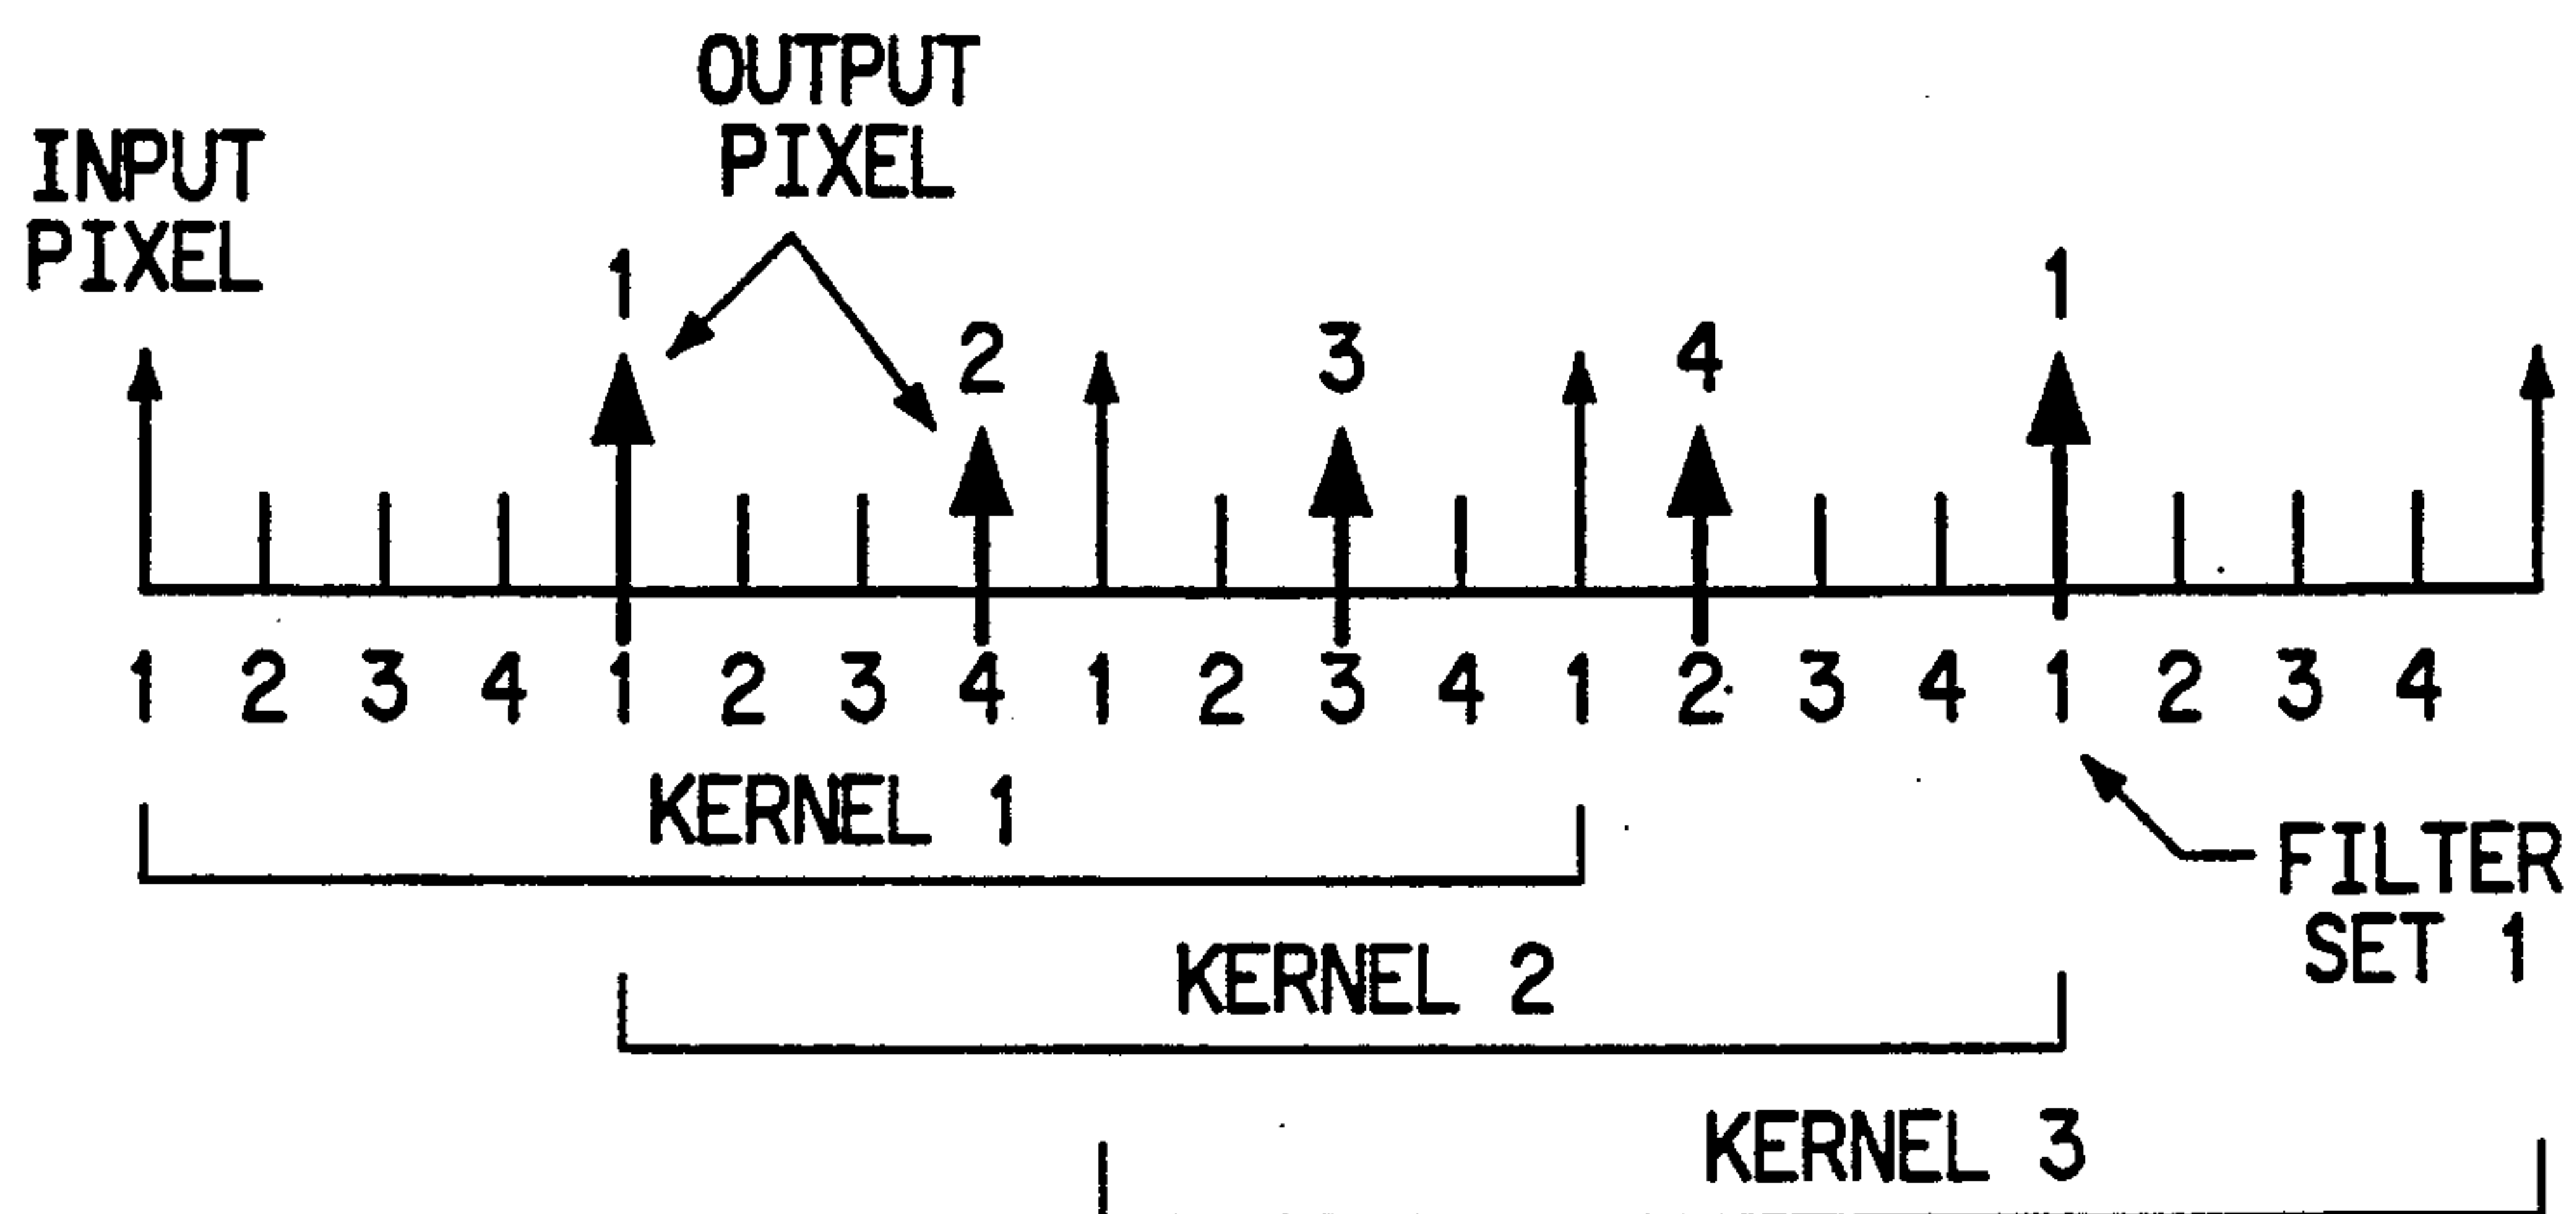 OUTPUT
PIXEL
INPUT
PIXEL
1 2 3 4 1
1 2 3 4 1 2 3 4 1 2 3 4 1 2 3 4 1 2 3 4
KERNEL 1
FILTER
SET 1
KERNEL 2
KERNEL 3